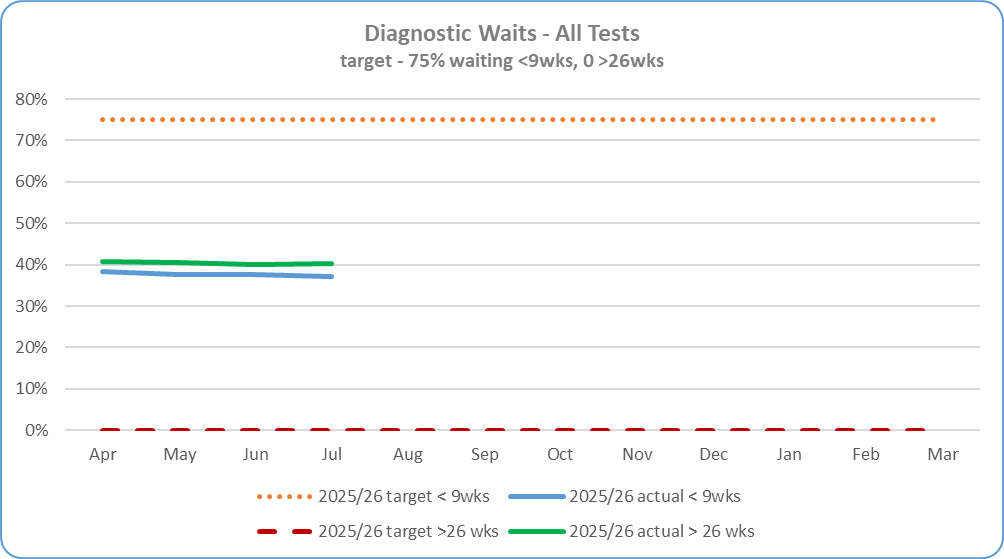 Diagnostic Waits - All Tests
target - 75% waiting <9wks, 0 >26wks
80%
70%
60%
50%
40%
30%
20%
10%
0%
Apr May Jun Jul Aug Sep Oct Nov Dec Jan Feb Mar
2025/26 target < 9wks 2025/26 actual < 9wks
2025/26 target >26 wks 2025/26 actual > 26 wks